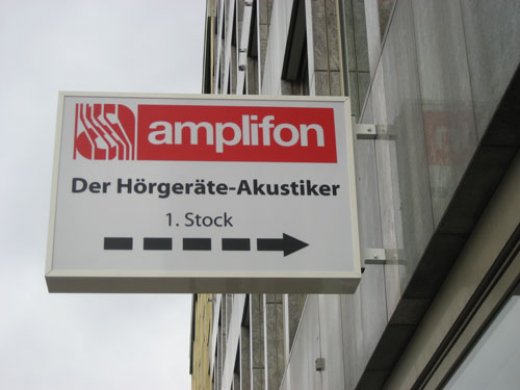 amplifon
Der Hörgeräte-Akustiker
1. Stock